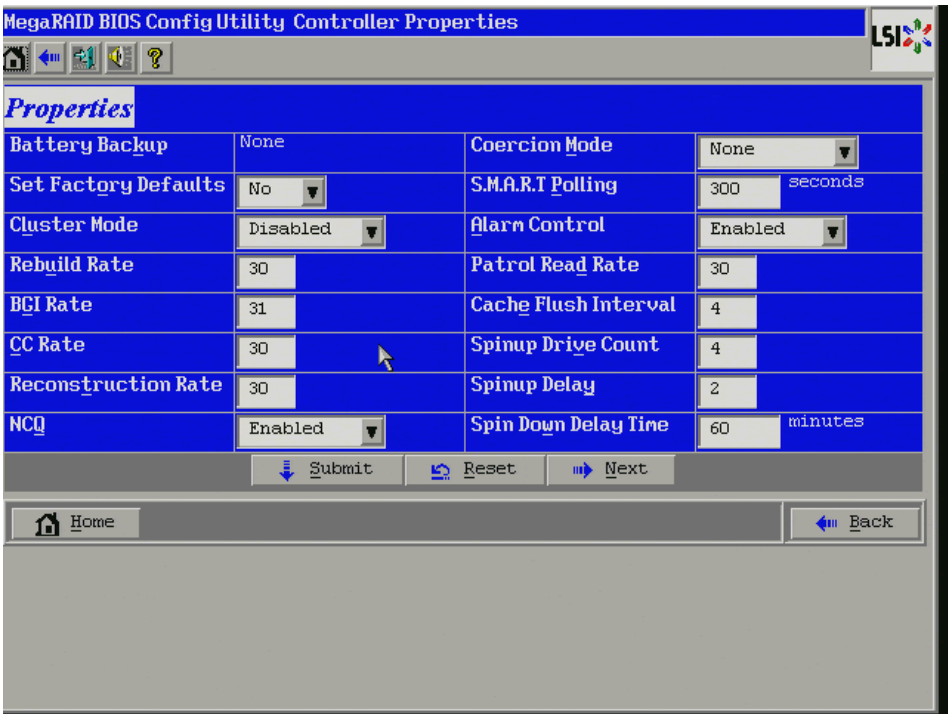 MegaRAID BIOS Config Utility Controller Properties
LSI
Properties
Battery Backup None Coercion Mode None
Set Factory Defaults No S.M.A.R.T Polling 300 seconds
Cluster Mode Disabled Alarm Control Enabled
Rebuild Rate 30 Patrol Read Rate 30
BGI Rate 31 Cache Flush Interval 4
CC Rate 30 Spinup Drive Count 4
Reconstruction Rate 30 Spinup Delay 2
NCQ Enabled Spin Down Delay Time 60 minutes
Submit Reset Next
Home Back